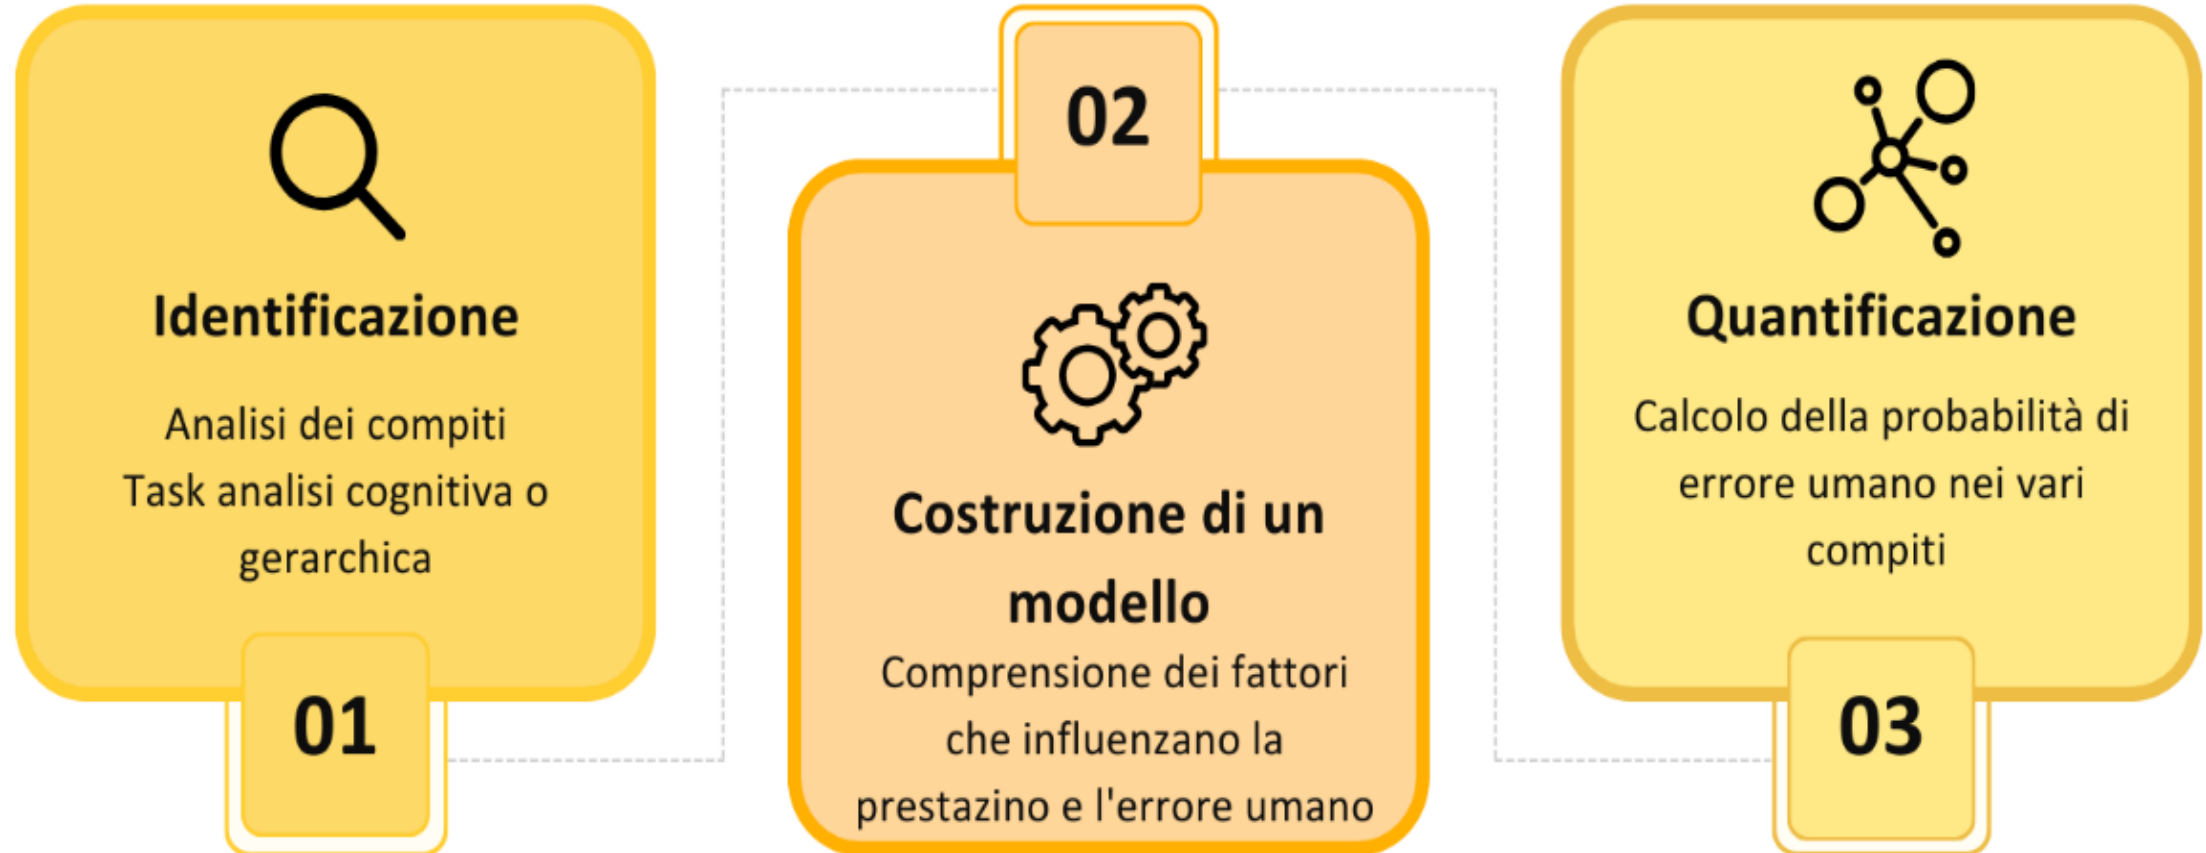 Identificazione
Analisi dei compiti
Task analisi cognitiva o
gerarchica
01
02
Costruzione di un
modello
Comprensione dei fattori
che influenzano la
prestazino e l'errore umano
Quantificazione
Calcolo della probabilità di
errore umano nei vari
compiti
03